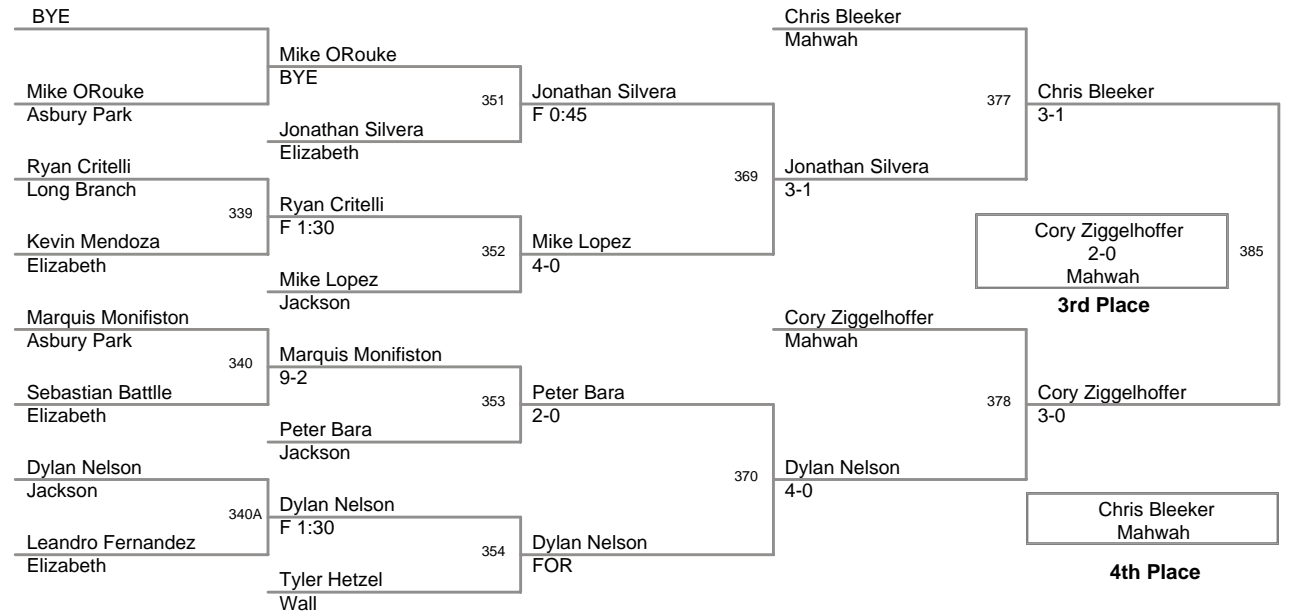 BYE
Mike ORouke
Asbury Park
Ryan Critelli
Long Branch
339
Kevin Mendoza
Elizabeth
Marquis Monifiston
Asbury Park
340
Sebastian Battlle
Elizabeth
Dylan Nelson
Jackson
340A
Leandro Fernandez
Elizabeth
Mike ORouke
BYE
351
Jonathan Silvera
Elizabeth
Ryan Critelli
F 1:30
352
Mike Lopez
Jackson
Marquis Monifiston
9-2
353
Peter Bara
Jackson
Dylan Nelson
F 1:30
354
Tyler Hetzel
Wall
Jonathan Silvera
F 0:45
369
Mike Lopez
4-0
Peter Bara
2-0
370
Dylan Nelson
FOR
Chris Bleeker
Mahwah
377
Jonathan Silvera
3-1
Cory Ziggelhoffer
Mahwah
378
Dylan Nelson
4-0
Chris Bleeker
3-1
385
Cory Ziggelhoffer
3-0
Cory Ziggelhoffer
2-0
Mahwah
3rd Place
Chris Bleeker
Mahwah
4th Place